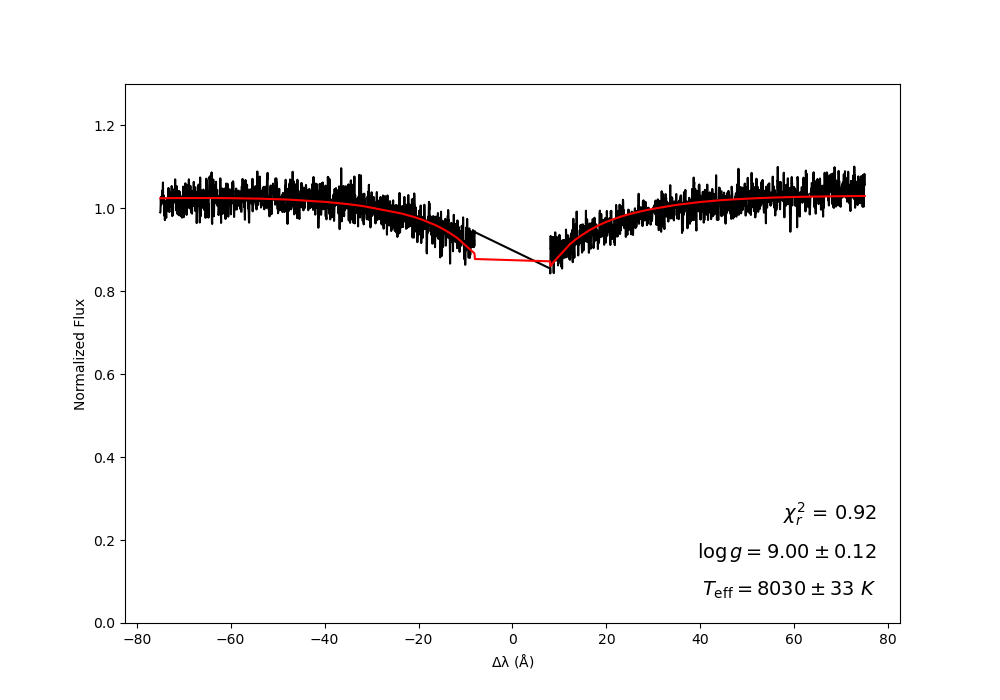 1.2
1.0
0.8
0.6
0.4
0.2
0.0
Normalized Flux
χ²ᵣ = 0.92
log g = 9.00 ± 0.12
T_eff = 8030 ± 33 K
−80 −60 −40 −20 0 20 40 60 80
Δλ (Å)